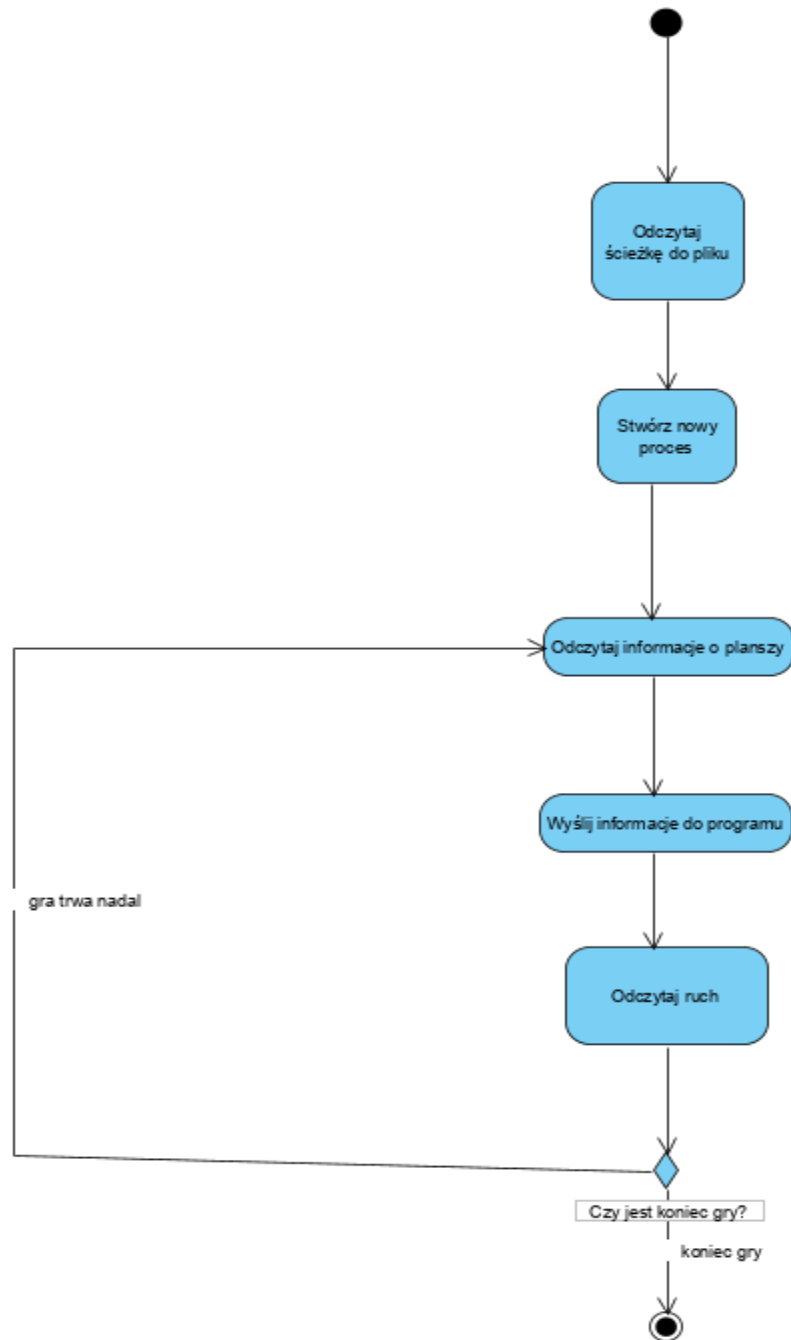 Odczytaj
ścieżkę do pliku
Stwórz nowy
proces
Odczytaj informacje o planszy
Wyślij informacje do programu
gra trwa nadal
Odczytaj ruch
Czy jest koniec gry?
koniec gry